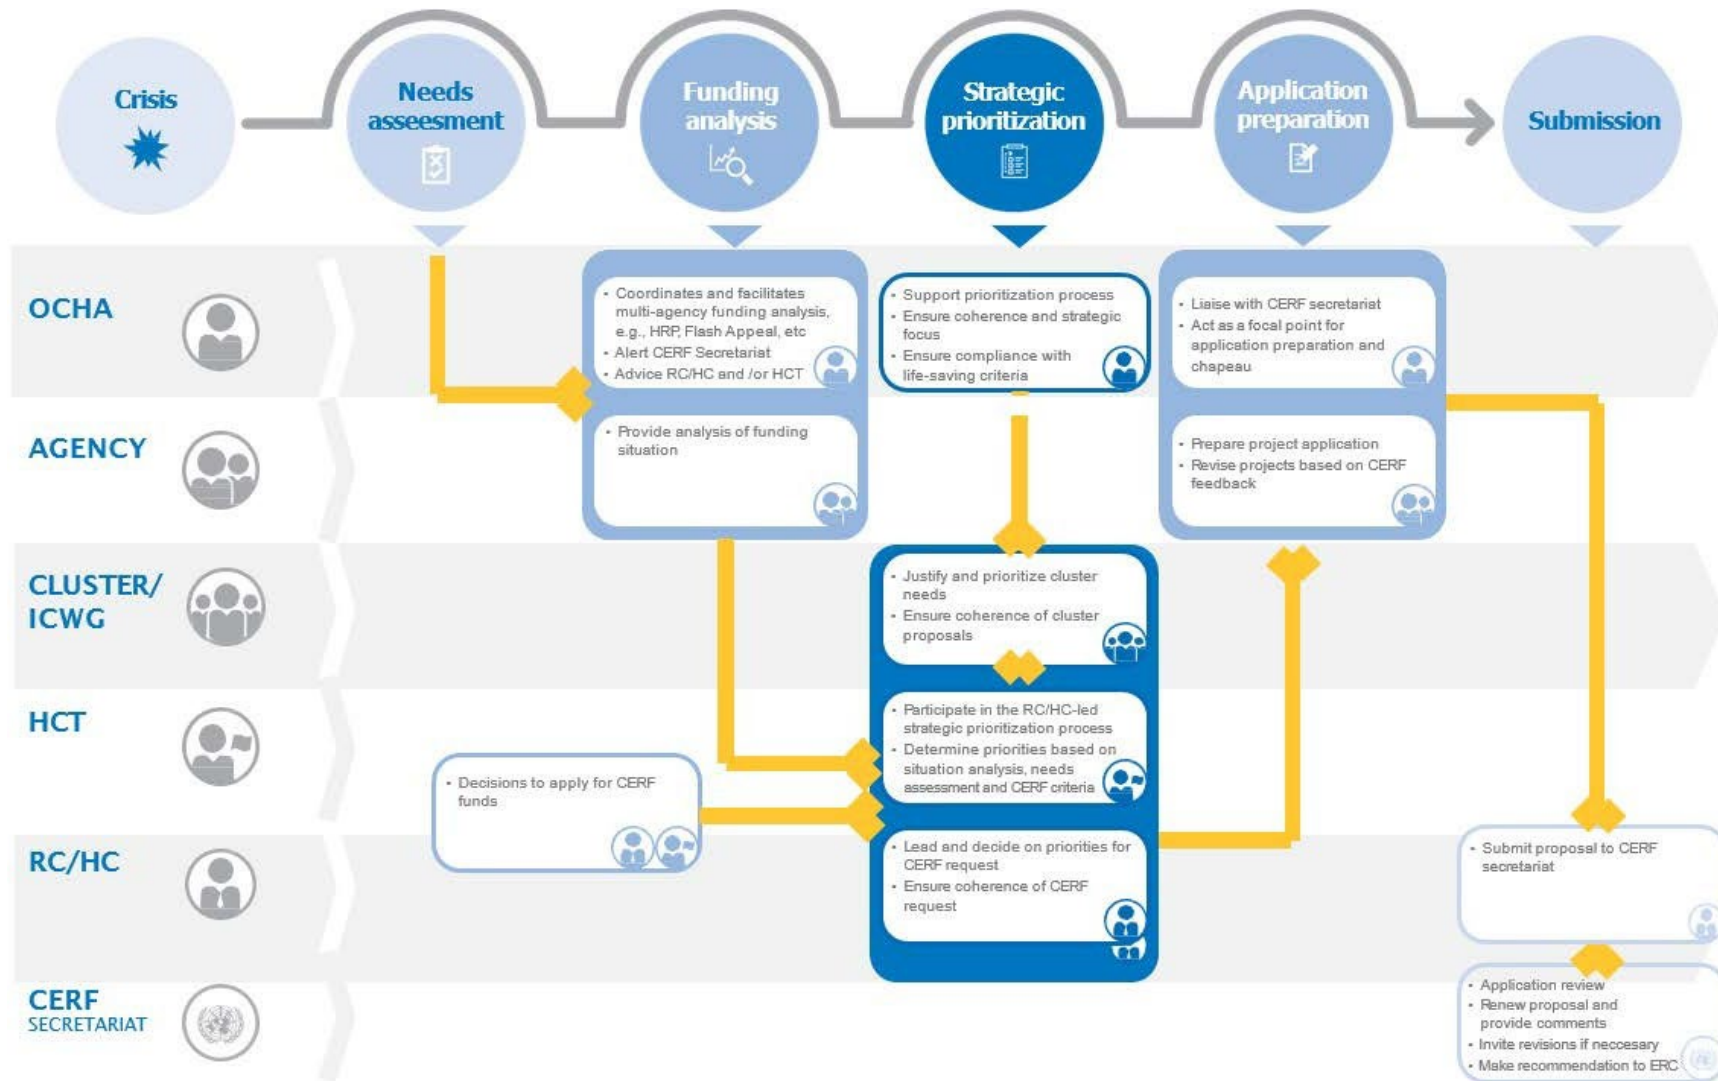 Crisis
Needs
asseesment
Funding
analysis
Strategic
prioritization
Application
preparation
Submission
OCHA
• Coordinates and facilitates
multi-agency funding analysis,
e.g., HRP, Flash Appeal, etc
• Alert CERF Secretariat
• Advice RC/HC and /or HCT
• Support prioritization process
• Ensure coherence and strategic
focus
• Ensure compliance with
life-saving criteria
• Liaise with CERF secretariat
• Act as a focal point for
application preparation and
chapeau
AGENCY
• Provide analysis of funding
situation
• Prepare project application
• Revise projects based on CERF
feedback
CLUSTER/
ICWG
• Justify and prioritize cluster
needs
• Ensure coherence of cluster
proposals
HCT
• Participate in the RC/HC-led
strategic prioritization process
• Determine priorities based on
situation analysis, needs
assessment and CERF criteria
• Decisions to apply for CERF
funds
RC/HC
• Lead and decide on priorities for
CERF request
• Ensure coherence of CERF
request
• Submit proposal to CERF
secretariat
CERF
SECRETARIAT
• Application review
• Renew proposal and
provide comments
• Invite revisions if neccesary
• Make recommendation to ERC